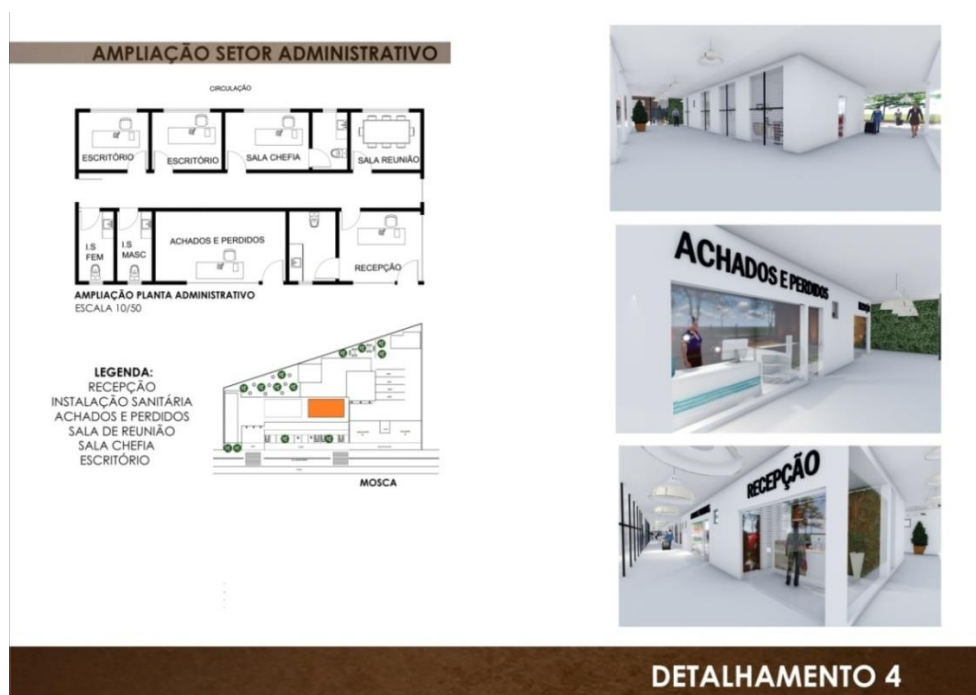 AMPLIAÇÃO SETOR ADMINISTRATIVO
CIRCULAÇÃO
ESCRITÓRIO
ESCRITÓRIO
SALA CHEFIA
SALA REUNIÃO
I.S
FEM
I.S
MASC
ACHADOS E PERDIDOS
RECEPÇÃO
AMPLIAÇÃO PLANTA ADMINISTRATIVO
ESCALA 10/50
LEGENDA:
RECEPÇÃO
INSTALAÇÃO SANITÁRIA
ACHADOS E PERDIDOS
SALA DE REUNIÃO
SALA CHEFIA
ESCRITÓRIO
MOSCA
ACHADOS E PERDIDOS
RECEPÇÃO
DETALHAMENTO 4